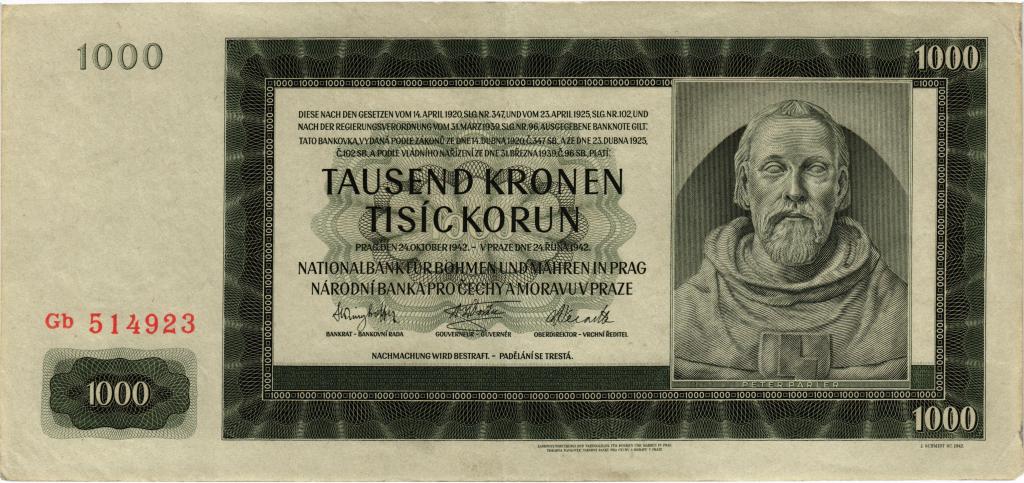 1000
1000
DIESE NACH DEN GESETZEN VOM 14. APRIL 1920, SLG. NR. 347, UND VOM 23. APRIL 1925, SLG. NR. 102, UND
NACH DER REGIERUNGSVERORDNUNG VOM 31. MÄRZ 1939, SLG. NR. 96, AUSGEGEBENE BANKNOTE GILT.
TATO BANKOVKA, VYDANÁ PODLE ZÁKONŮ ZE DNE 14. DUBNA 1920, Č. 347 SB., A ZE DNE 23. DUBNA 1925,
Č. 102 SB., A PODLE VLÁDNÍHO NAŘÍZENÍ ZE DNE 31. BŘEZNA 1939, Č. 96 SB., PLATÍ:
TAUSEND KRONEN
TISÍC KORUN
PRAG, DEN 24. OKTOBER 1942. – V PRAZE DNE 24. ŘÍJNA 1942.
NATIONALBANK FÜR BÖHMEN UND MÄHREN IN PRAG
NÁRODNÍ BANKA PRO ČECHY A MORAVU V PRAZE
Gb 514923
BANKRAT – BANKOVNÍ RADA
GOUVERNEUR – GUVERNÉR
OBERDIREKTOR – VRCHNÍ ŘEDITEL
NACHMACHUNG WIRD BESTRAFT. – PADĚLÁNÍ SE TRESTÁ.
1000
PETER PARLER
1000
J. SCHMIDT SC. 1942